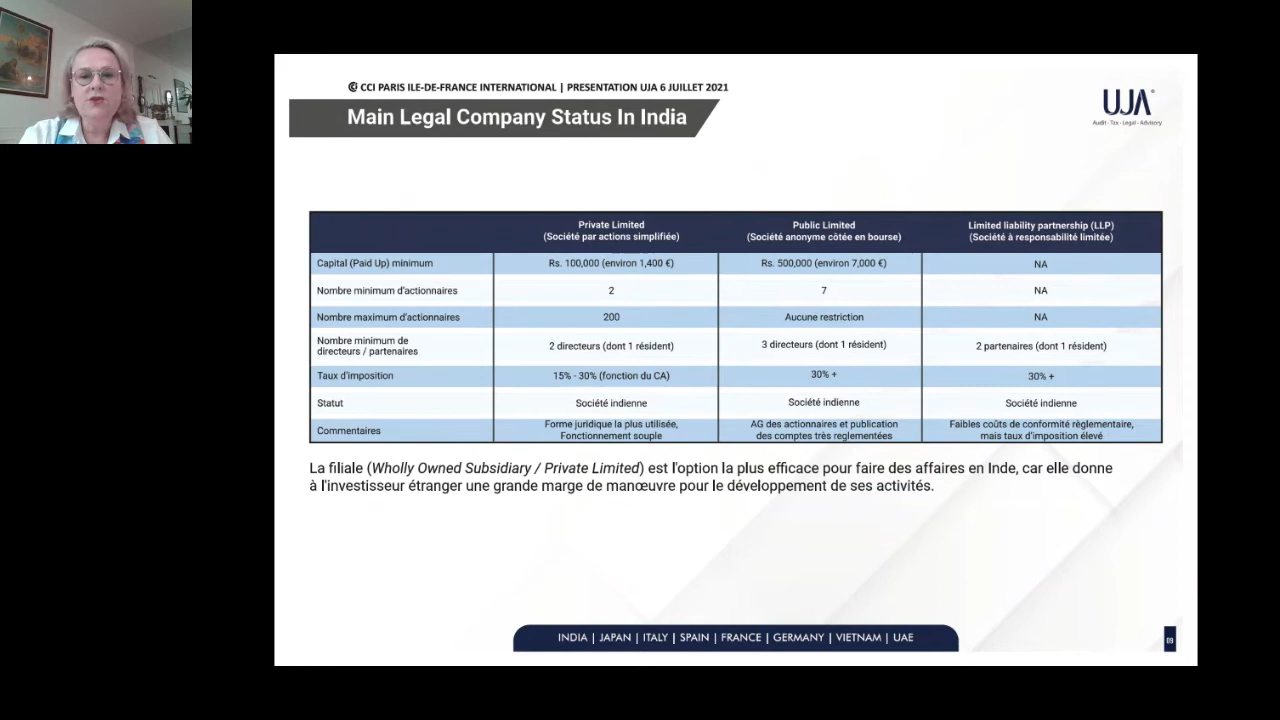 © CCI PARIS ILE-DE-FRANCE INTERNATIONAL | PRESENTATION UJA 6 JUILLET 2021
Main Legal Company Status In India
UJA
Audit - Tax - Legal - Advisory
Private Limited
(Société par actions simplifiée)
Public Limited
(Société anonyme côtée en bourse)
Limited liability partnership (LLP)
(Société à responsabilité limitée)
Capital (Paid Up) minimum
Rs. 100,000 (environ 1,400 €)
Rs. 500,000 (environ 7,000 €)
NA
Nombre minimum d'actionnaires
2
7
NA
Nombre maximum d'actionnaires
200
Aucune restriction
NA
Nombre minimum de
directeurs / partenaires
2 directeurs (dont 1 résident)
3 directeurs (dont 1 résident)
2 partenaires (dont 1 résident)
Taux d'imposition
15% - 30% (fonction du CA)
30% +
30% +
Statut
Société indienne
Société indienne
Société indienne
Commentaires
Forme juridique la plus utilisée,
Fonctionnement souple
AG des actionnaires et publication
des comptes très reglementées
Faibles coûts de conformité règlementaire,
mais taux d'imposition élevé
La filiale (Wholly Owned Subsidiary / Private Limited) est l'option la plus efficace pour faire des affaires en Inde, car elle donne
à l'investisseur étranger une grande marge de manœuvre pour le développement de ses activités.
INDIA | JAPAN | ITALY | SPAIN | FRANCE | GERMANY | VIETNAM | UAE
09